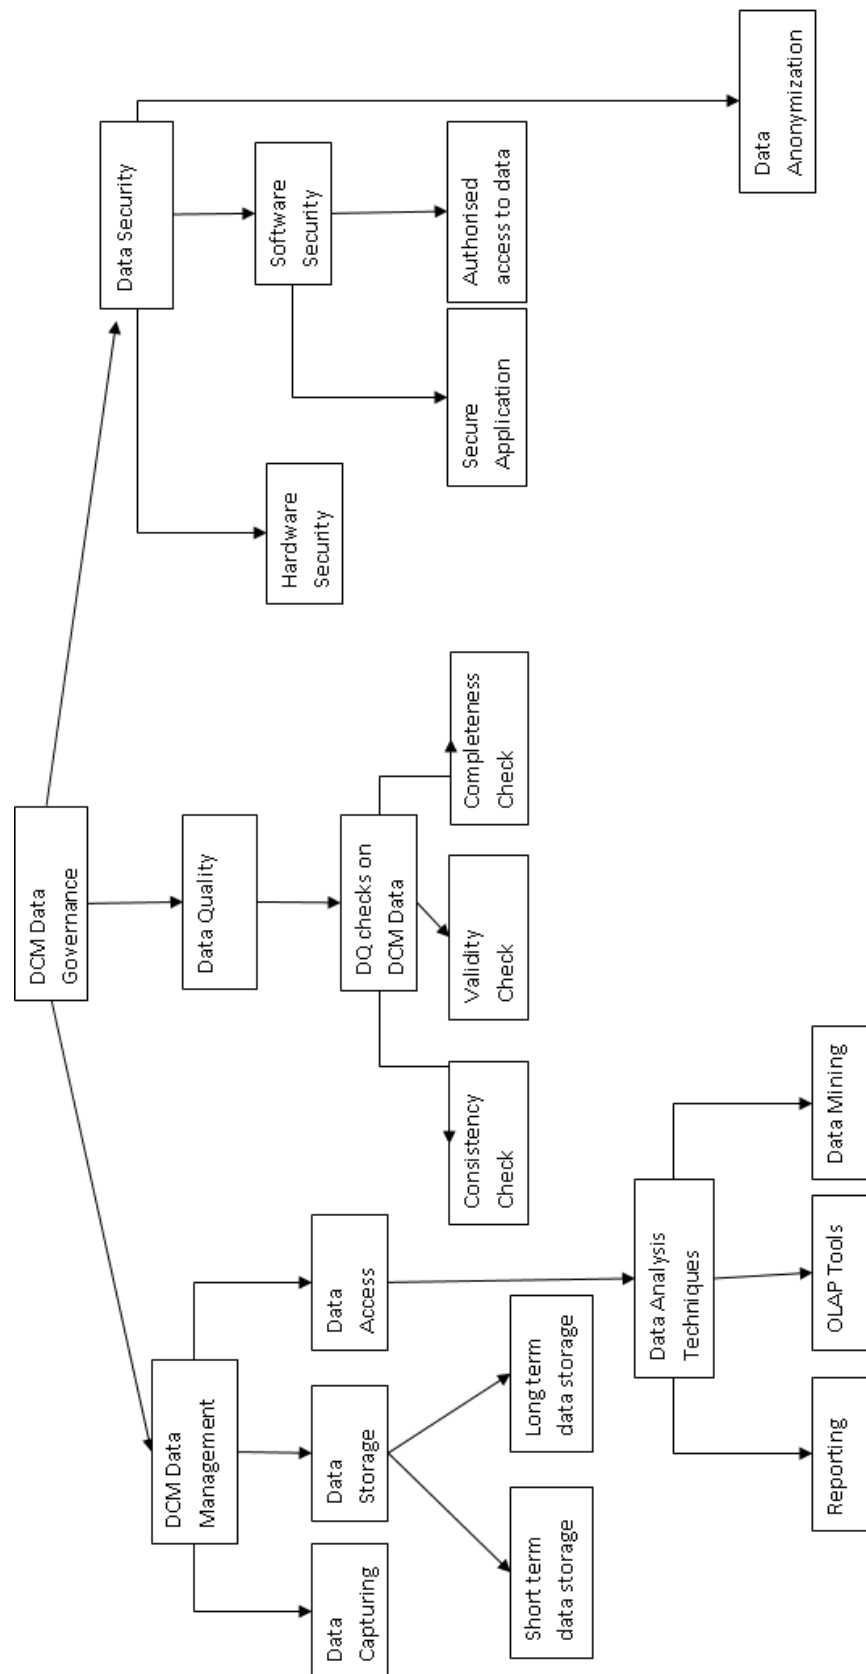 DCM Data
Governance
DCM Data
Management
Data Quality
Data Security
Data
Capturing
Data
Storage
Data
Access
DQ checks on
DCM Data
Hardware
Security
Software
Security
Short term
data storage
Long term
data storage
Consistency
Check
Validity
Check
Completeness
Check
Secure
Application
Authorised
access to data
Data Analysis
Techniques
Data
Anonymization
Reporting
OLAP Tools
Data Mining